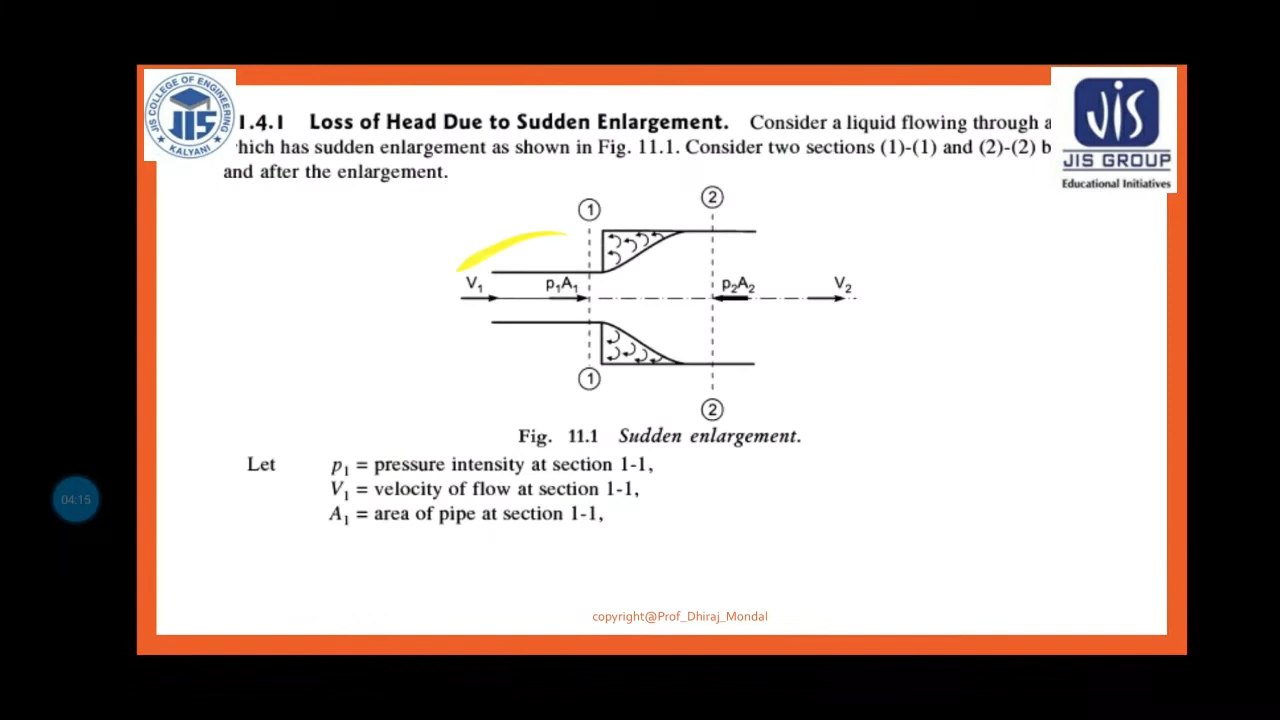 JIS COLLEGE OF ENGINEERING
JIS
KALYANI
JIS
JIS GROUP
Educational Initiatives
1.4.1 Loss of Head Due to Sudden Enlargement. Consider a liquid flowing through a
hich has sudden enlargement as shown in Fig. 11.1. Consider two sections (1)-(1) and (2)-(2) b
and after the enlargement.
1
2
V₁
p₁A₁
p₂A₂
V₂
1
2
Fig. 11.1 Sudden enlargement.
Let p₁ = pressure intensity at section 1-1,
V₁ = velocity of flow at section 1-1,
A₁ = area of pipe at section 1-1,
04:15
copyright@Prof_Dhiraj_Mondal